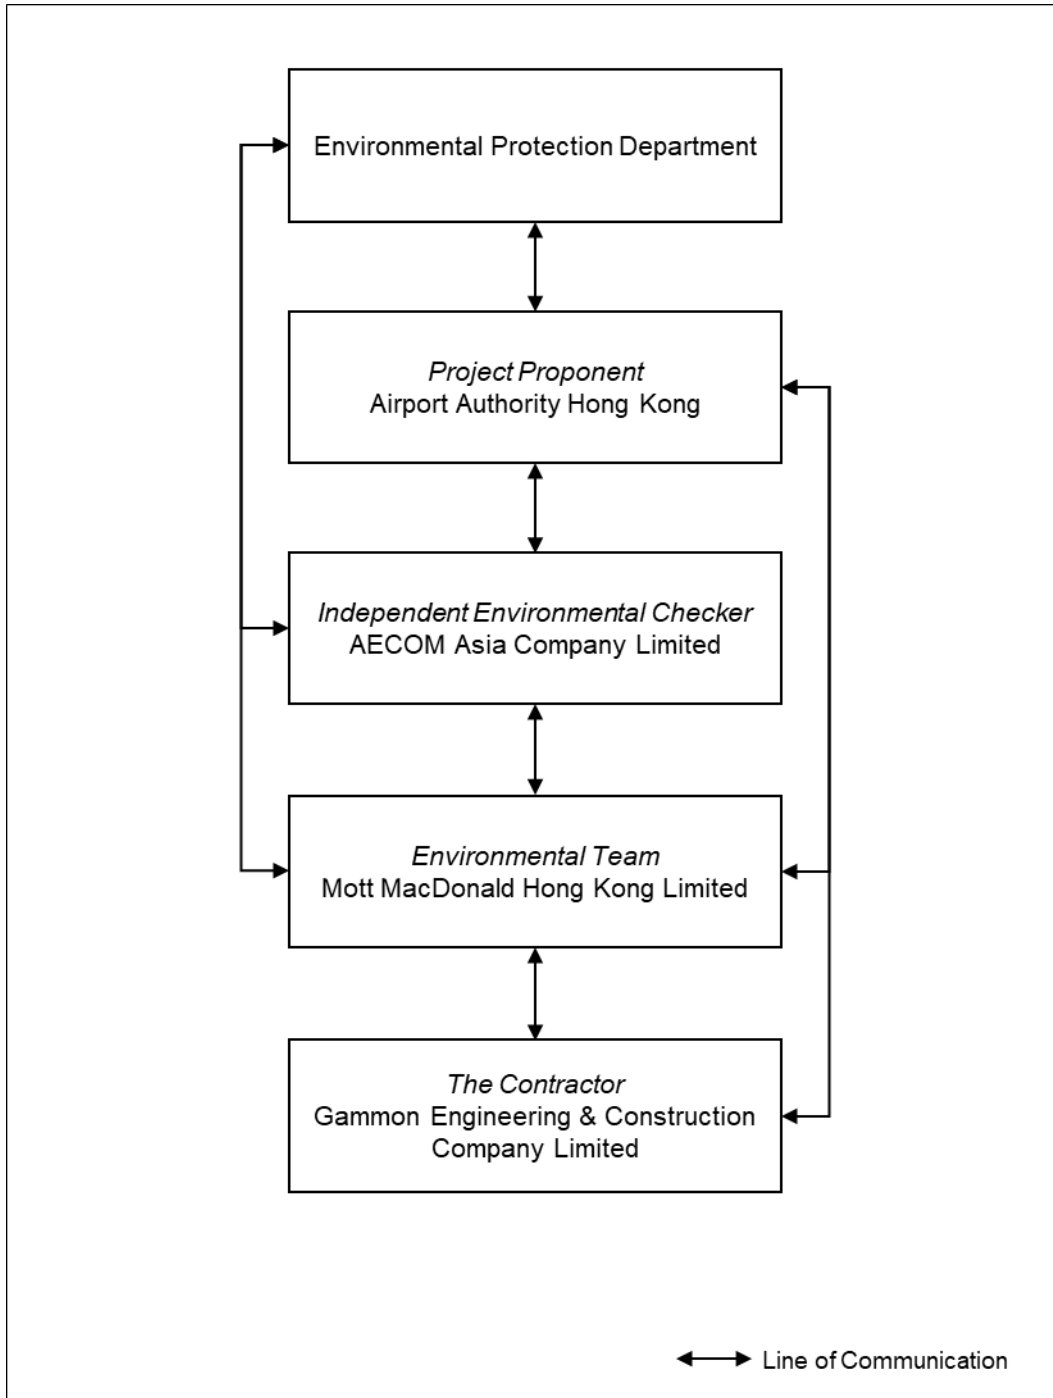 Environmental Protection Department
Project Proponent
Airport Authority Hong Kong
Independent Environmental Checker
AECOM Asia Company Limited
Environmental Team
Mott MacDonald Hong Kong Limited
The Contractor
Gammon Engineering & Construction
Company Limited
Line of Communication